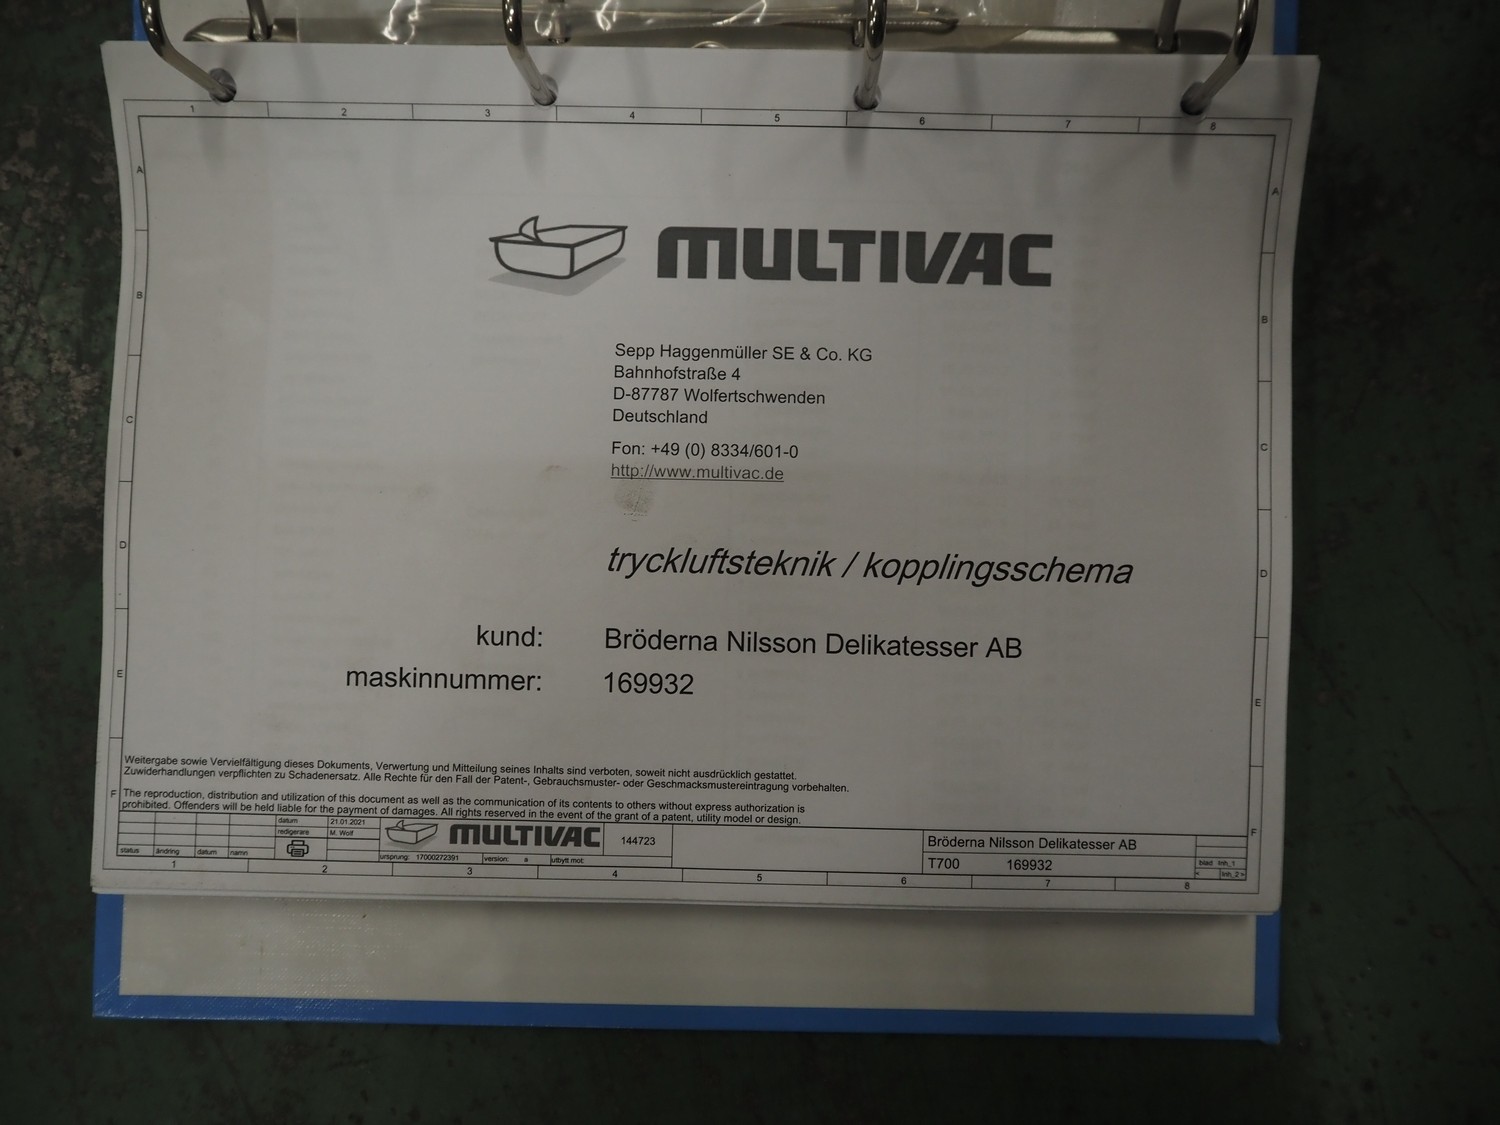 1 2 3 4 5 6 7 8
A A
B B
C C
D D
E E
F F
MULTIVAC
Sepp Haggenmüller SE & Co. KG
Bahnhofstraße 4
D-87787 Wolfertschwenden
Deutschland
Fon: +49 (0) 8334/601-0
http://www.multivac.de
tryckluftsteknik / kopplingsschema
kund: Bröderna Nilsson Delikatesser AB
maskinnummer: 169932
Weitergabe sowie Vervielfältigung dieses Dokuments, Verwertung und Mitteilung seines Inhalts sind verboten, soweit nicht ausdrücklich gestattet.
Zuwiderhandlungen verpflichten zu Schadenersatz. Alle Rechte für den Fall der Patent-, Gebrauchsmuster- oder Geschmacksmustereintragung vorbehalten.
The reproduction, distribution and utilization of this document as well as the communication of its contents to others without express authorization is
prohibited. Offenders will be held liable for the payment of damages. All rights reserved in the event of the grant of a patent, utility model or design.
datum 21.01.2021
redigerare M. Wolf
MULTIVAC
144723
Bröderna Nilsson Delikatesser AB
T700 169932
status ändring datum namn
ursprung: 17000272391 version: a utbytt mot:
blad Inh_1
< Inh_2 >
1 2 3 4 5 6 7 8